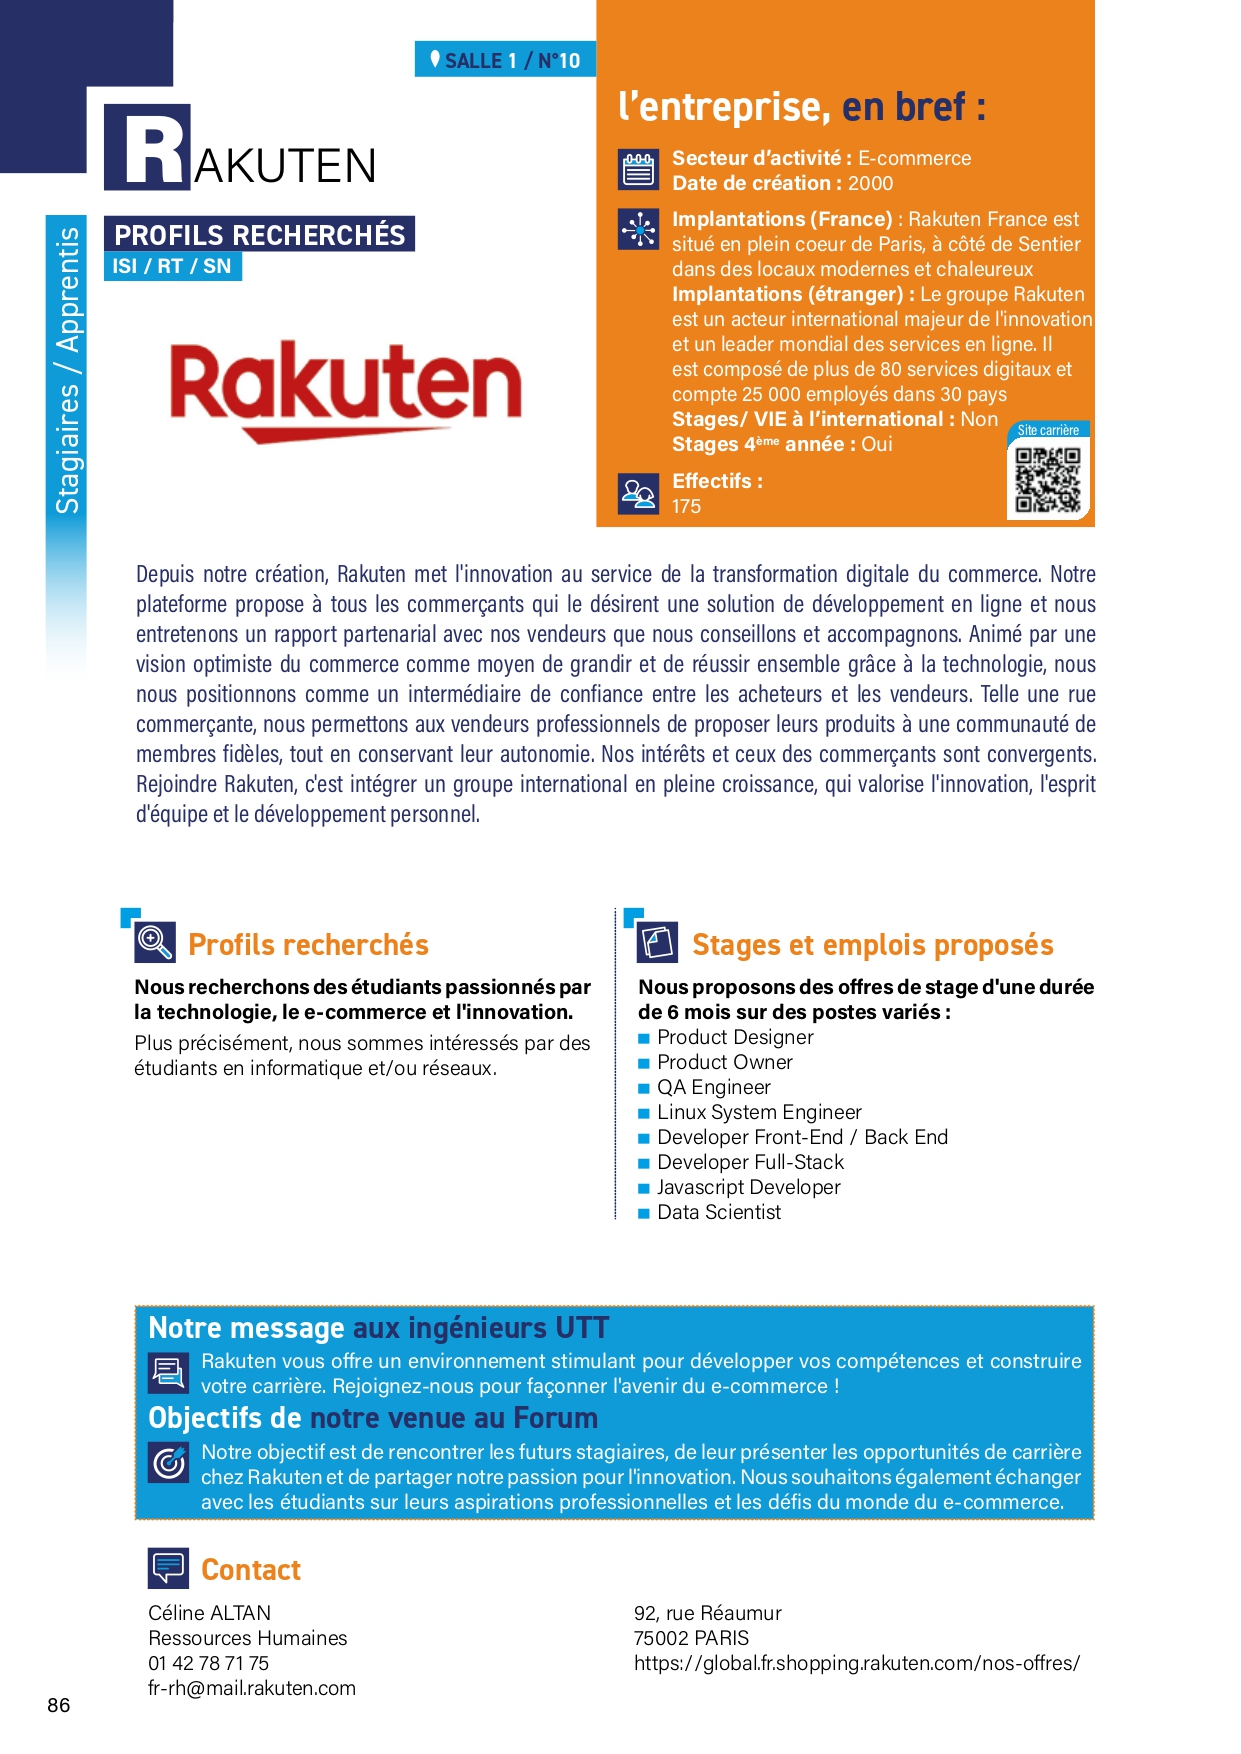 SALLE 1 / N°10
RAKUTEN
PROFILS RECHERCHÉS
ISI / RT / SN
Stagiaires / Apprentis
Rakuten
l'entreprise, en bref :
Secteur d'activité : E-commerce
Date de création : 2000
Implantations (France) : Rakuten France est
situé en plein coeur de Paris, à côté de Sentier
dans des locaux modernes et chaleureux
Implantations (étranger) : Le groupe Rakuten
est un acteur international majeur de l'innovation
et un leader mondial des services en ligne. Il
est composé de plus de 80 services digitaux et
compte 25 000 employés dans 30 pays
Stages/ VIE à l'international : Non
Stages 4ème année : Oui
Site carrière
Effectifs :
175
Depuis notre création, Rakuten met l'innovation au service de la transformation digitale du commerce. Notre
plateforme propose à tous les commerçants qui le désirent une solution de développement en ligne et nous
entretenons un rapport partenarial avec nos vendeurs que nous conseillons et accompagnons. Animé par une
vision optimiste du commerce comme moyen de grandir et de réussir ensemble grâce à la technologie, nous
nous positionnons comme un intermédiaire de confiance entre les acheteurs et les vendeurs. Telle une rue
commerçante, nous permettons aux vendeurs professionnels de proposer leurs produits à une communauté de
membres fidèles, tout en conservant leur autonomie. Nos intérêts et ceux des commerçants sont convergents.
Rejoindre Rakuten, c'est intégrer un groupe international en pleine croissance, qui valorise l'innovation, l'esprit
d'équipe et le développement personnel.
Profils recherchés
Nous recherchons des étudiants passionnés par
la technologie, le e-commerce et l'innovation.
Plus précisément, nous sommes intéressés par des
étudiants en informatique et/ou réseaux.
Stages et emplois proposés
Nous proposons des offres de stage d'une durée
de 6 mois sur des postes variés :
Product Designer
Product Owner
QA Engineer
Linux System Engineer
Developer Front-End / Back End
Developer Full-Stack
Javascript Developer
Data Scientist
Notre message aux ingénieurs UTT
Rakuten vous offre un environnement stimulant pour développer vos compétences et construire
votre carrière. Rejoignez-nous pour façonner l'avenir du e-commerce !
Objectifs de notre venue au Forum
Notre objectif est de rencontrer les futurs stagiaires, de leur présenter les opportunités de carrière
chez Rakuten et de partager notre passion pour l'innovation. Nous souhaitons également échanger
avec les étudiants sur leurs aspirations professionnelles et les défis du monde du e-commerce.
Contact
Céline ALTAN
Ressources Humaines
01 42 78 71 75
fr-rh@mail.rakuten.com
92, rue Réaumur
75002 PARIS
https://global.fr.shopping.rakuten.com/nos-offres/
86